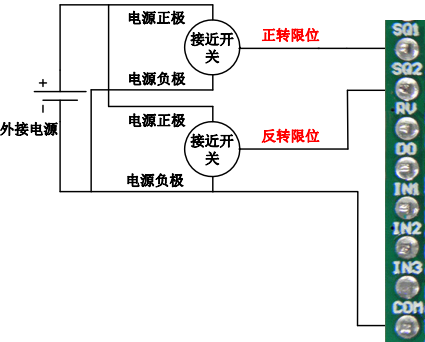 电源正极
接近开
关
正转限位
SQ1
SQ2
电源负极
+
-
外接电源
电源正极
接近开
关
反转限位
电源负极
RV
DO
IN1
IN2
IN3
COM